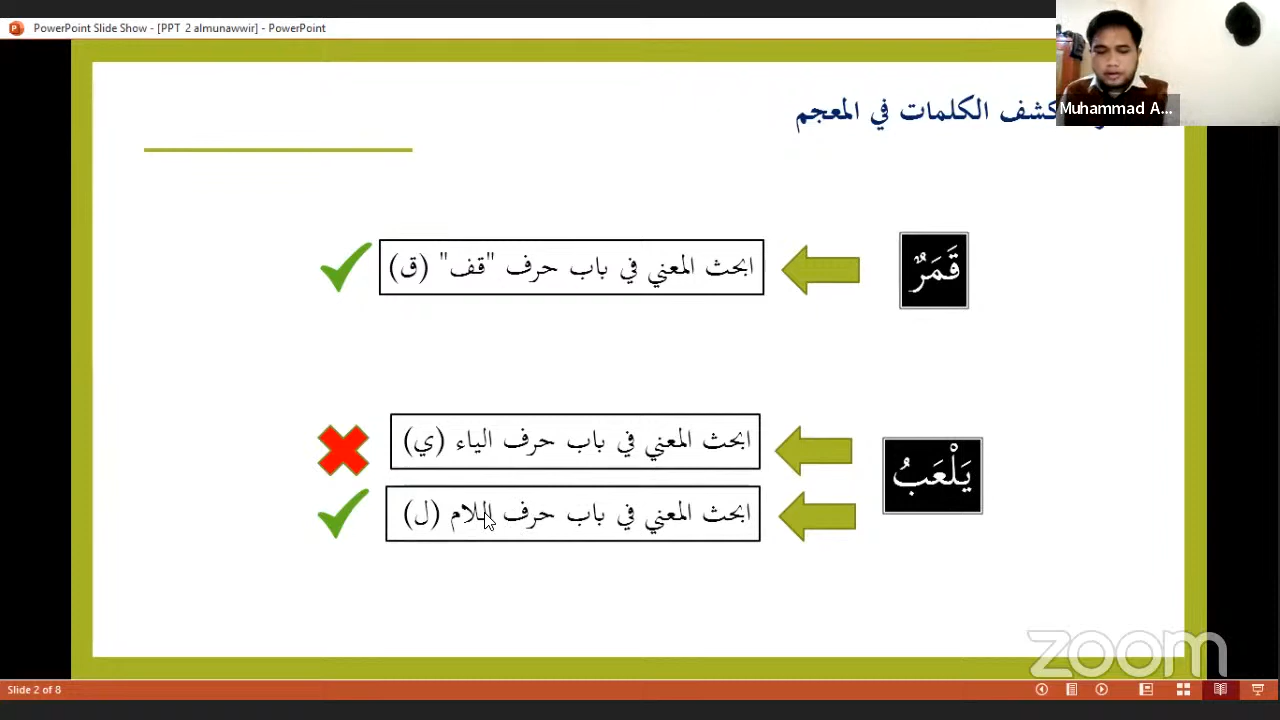 PowerPoint Slide Show - [PPT 2 almunawwir] - PowerPoint
Muhammad A...
كشف الكلمات في المعجم
قَمَرٌ
ابحث المعني في باب حرف "قف" (ق)
يَلْعَبُ
ابحث المعني في باب حرف الياء (ي)
ابحث المعني في باب حرف اللام (ل)
zoom
Slide 2 of 8